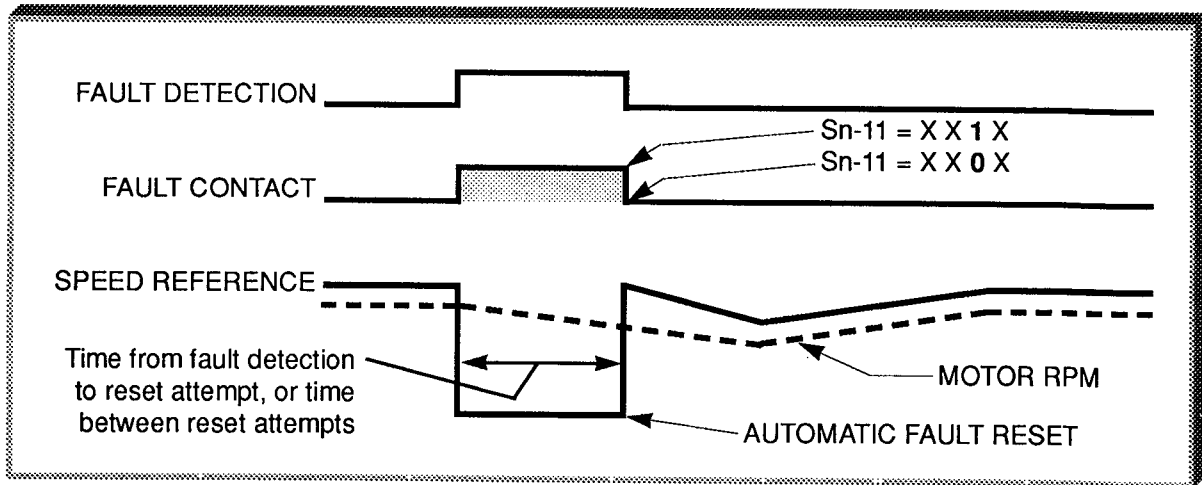 FAULT DETECTION
Sn-11 = X X 1 X
Sn-11 = X X 0 X
FAULT CONTACT
SPEED REFERENCE
Time from fault detection
to reset attempt, or time
between reset attempts
MOTOR RPM
AUTOMATIC FAULT RESET